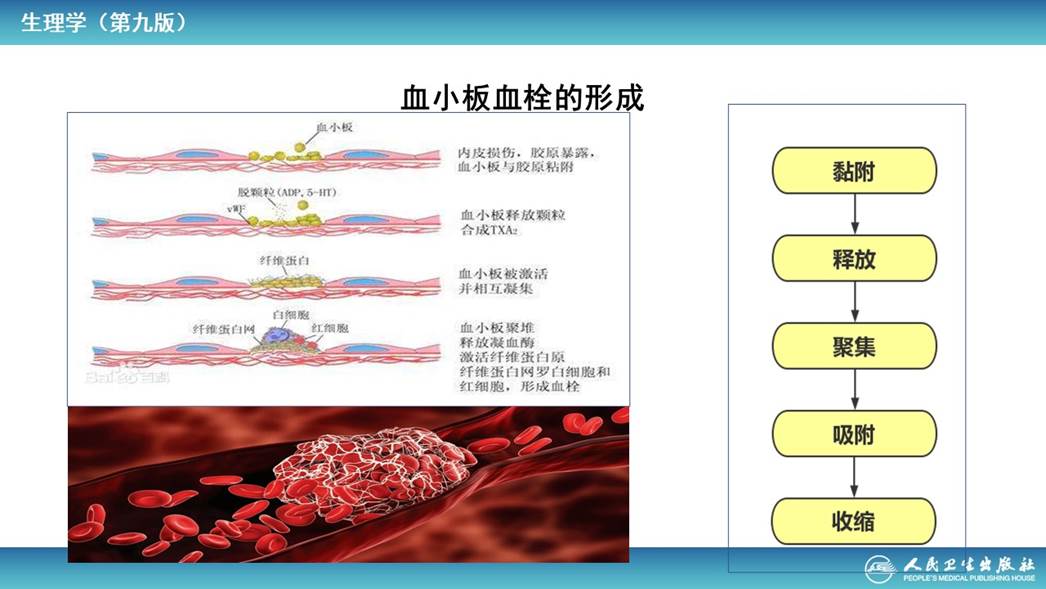 生理学（第九版）
血小板血栓的形成
血小板
内皮损伤，胶原暴露，
血小板与胶原粘附
脱颗粒(ADP,5-HT)
vWF
血小板释放颗粒
合成TXA₂
纤维蛋白
血小板被激活
并相互凝集
白细胞
纤维蛋白网
红细胞
血小板聚堆
释放凝血酶
激活纤维蛋白原
纤维蛋白网罗白细胞和
红细胞，形成血栓
Baidu百科
黏附
释放
聚集
吸附
收缩
人民卫生出版社
PEOPLE'S MEDICAL PUBLISHING HOUSE